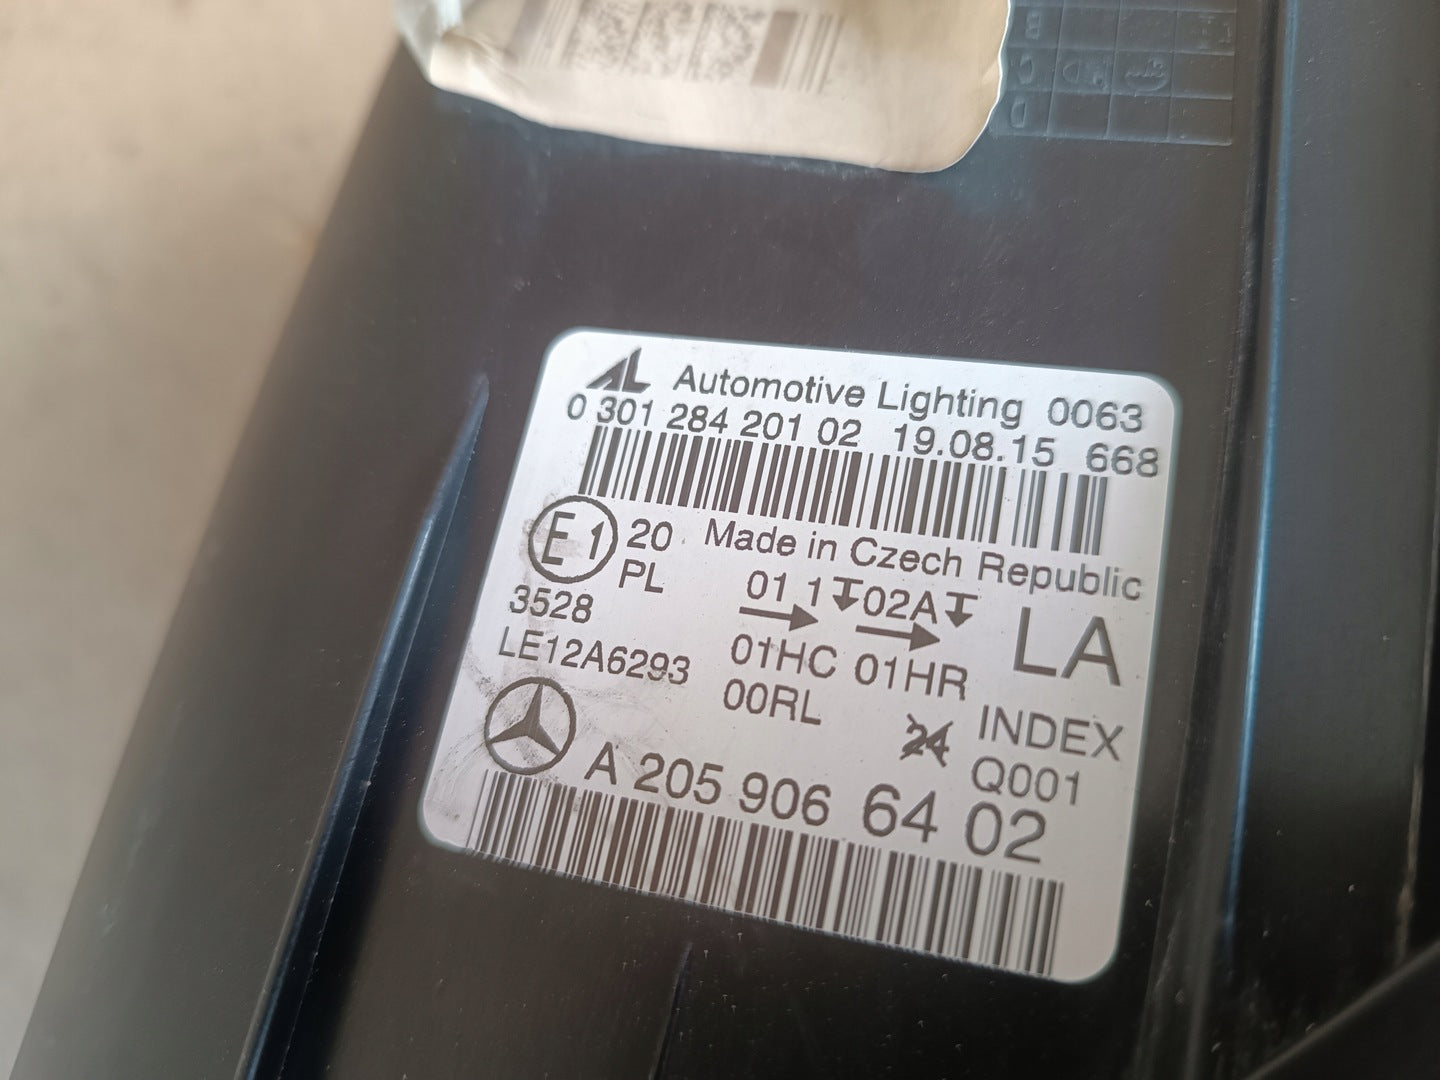 AL Automotive Lighting 0063
0 301 284 201 02 19.08.15 668
E1 20 Made in Czech Republic
PL 01 1 02A LA
3528
LE12A6293 01HC 01HR
00RL INDEX
24 Q001
A 205 906 64 02